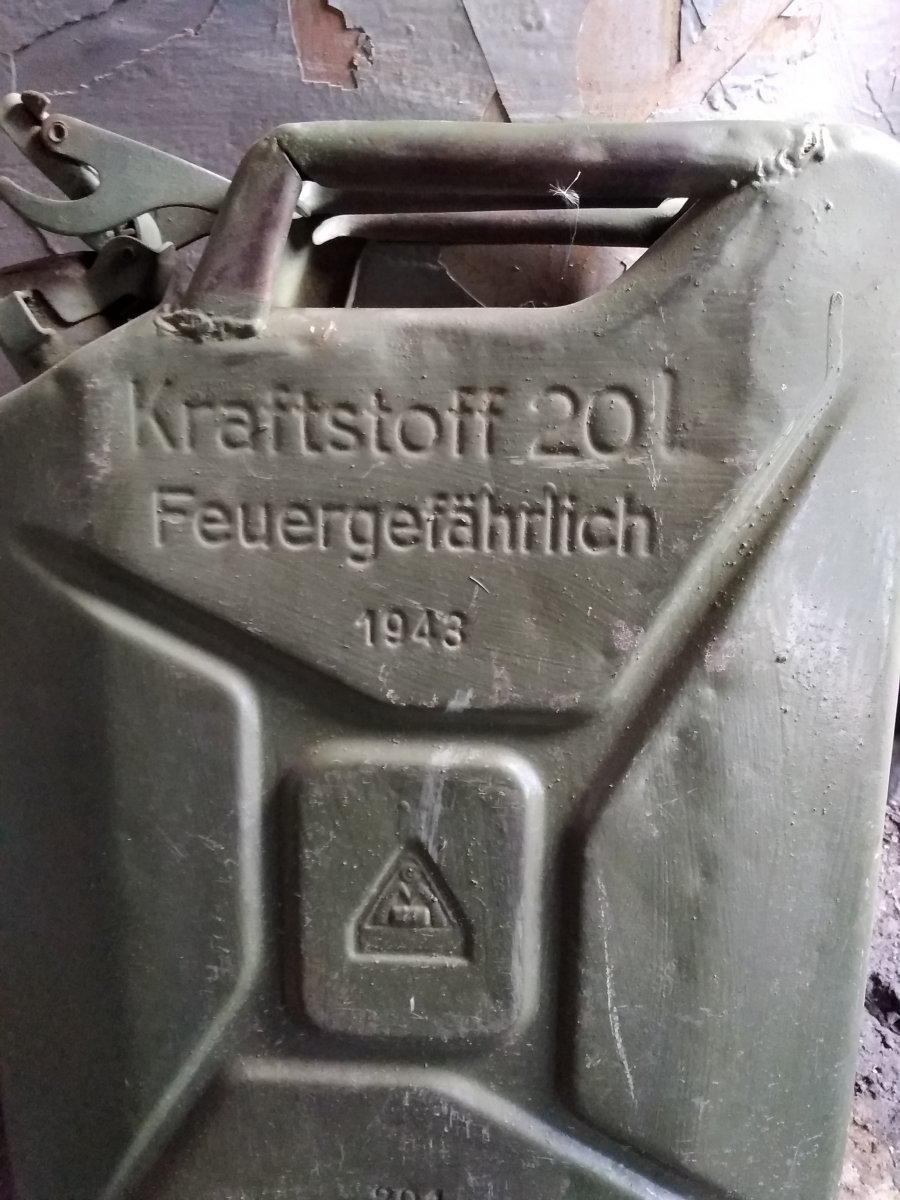 Kraftstoff 20 l
Feuergefährlich
1943